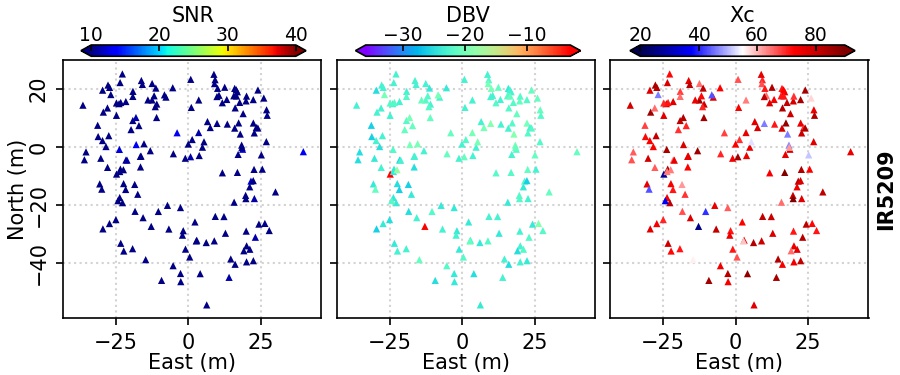 SNR DBV Xc
10 20 30 40 −30 −20 −10 20 40 60 80
20
0
−20
−40
North (m)
−25 0 25 −25 0 25 −25 0 25
East (m) East (m) East (m)
IR5209